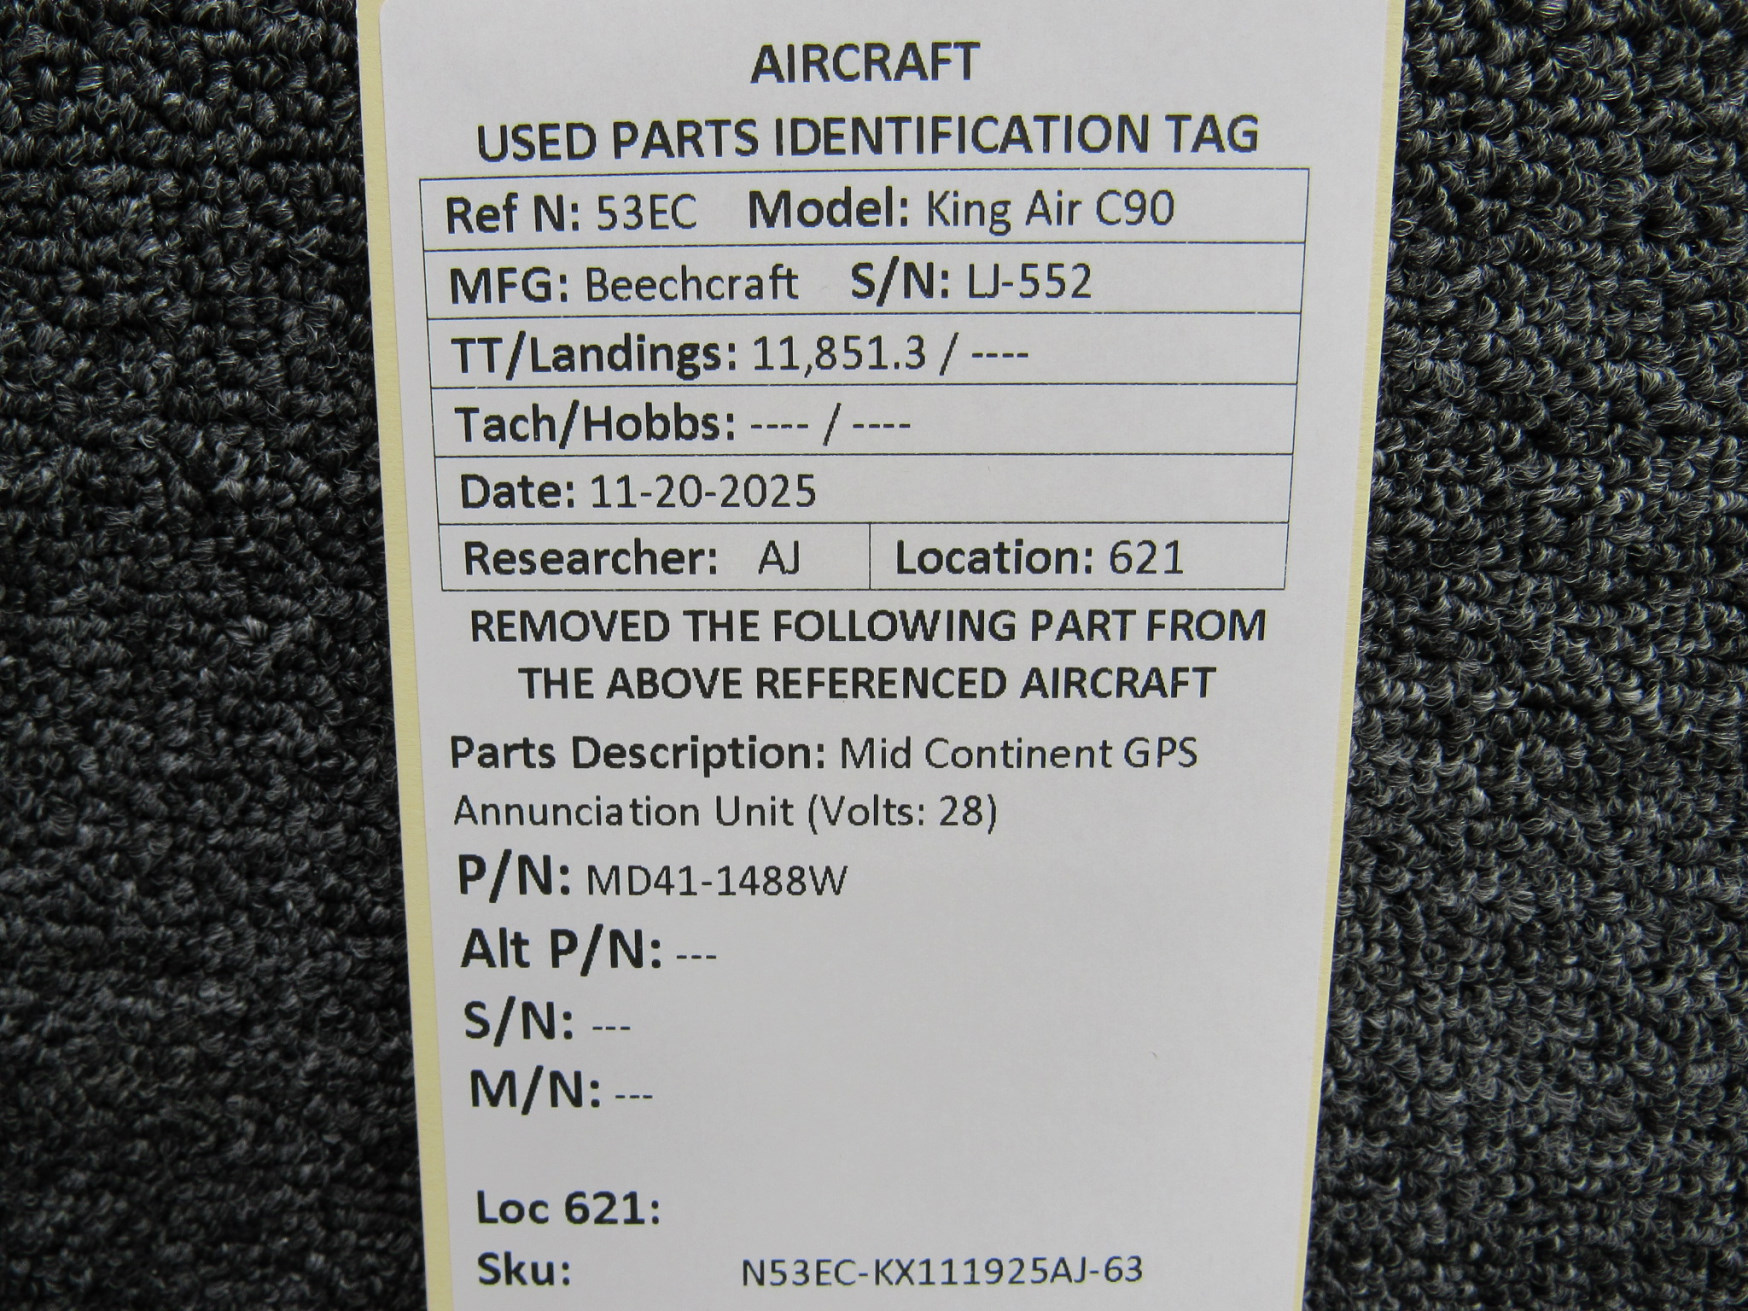 AIRCRAFT
USED PARTS IDENTIFICATION TAG
Ref N: 53EC Model: King Air C90
MFG: Beechcraft S/N: LJ-552
TT/Landings: 11,851.3 / ----
Tach/Hobbs: ---- / ----
Date: 11-20-2025
Researcher: AJ Location: 621
REMOVED THE FOLLOWING PART FROM
THE ABOVE REFERENCED AIRCRAFT
Parts Description: Mid Continent GPS
Annunciation Unit (Volts: 28)
P/N: MD41-1488W
Alt P/N: ---
S/N: ---
M/N: ---
Loc 621:
Sku: N53EC-KX111925AJ-63